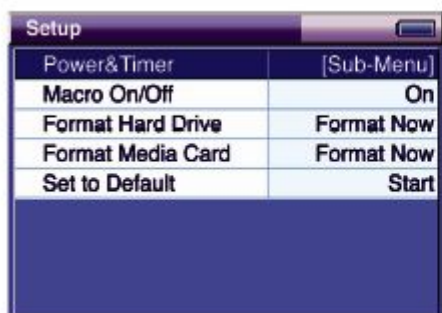 Setup
Power&Timer [Sub-Menu]
Macro On/Off On
Format Hard Drive Format Now
Format Media Card Format Now
Set to Default Start